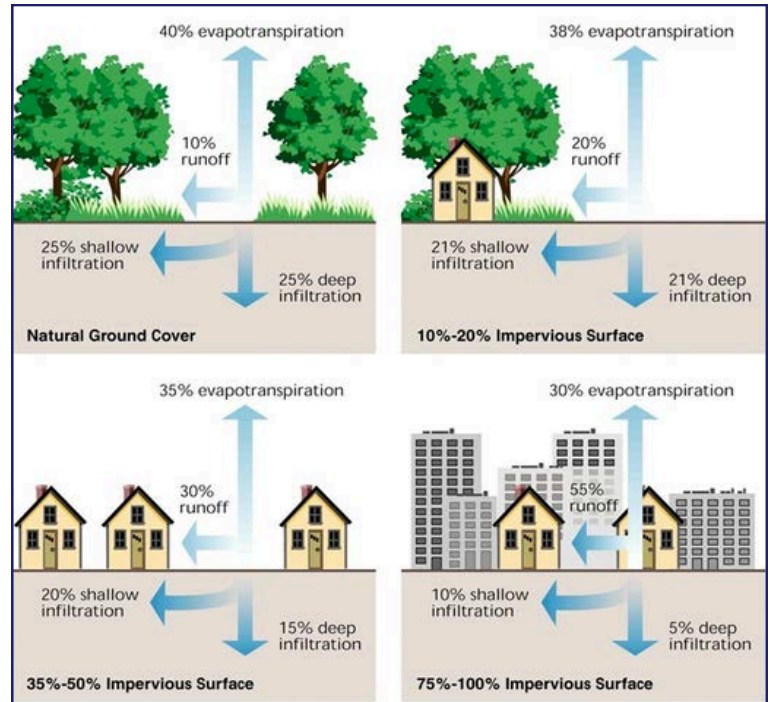 40% evapotranspiration
10%
runoff
25% shallow
infiltration
25% deep
infiltration
Natural Ground Cover
38% evapotranspiration
20%
runoff
21% shallow
infiltration
21% deep
infiltration
10%-20% Impervious Surface
35% evapotranspiration
30%
runoff
20% shallow
infiltration
15% deep
infiltration
35%-50% Impervious Surface
30% evapotranspiration
55%
runoff
10% shallow
infiltration
5% deep
infiltration
75%-100% Impervious Surface